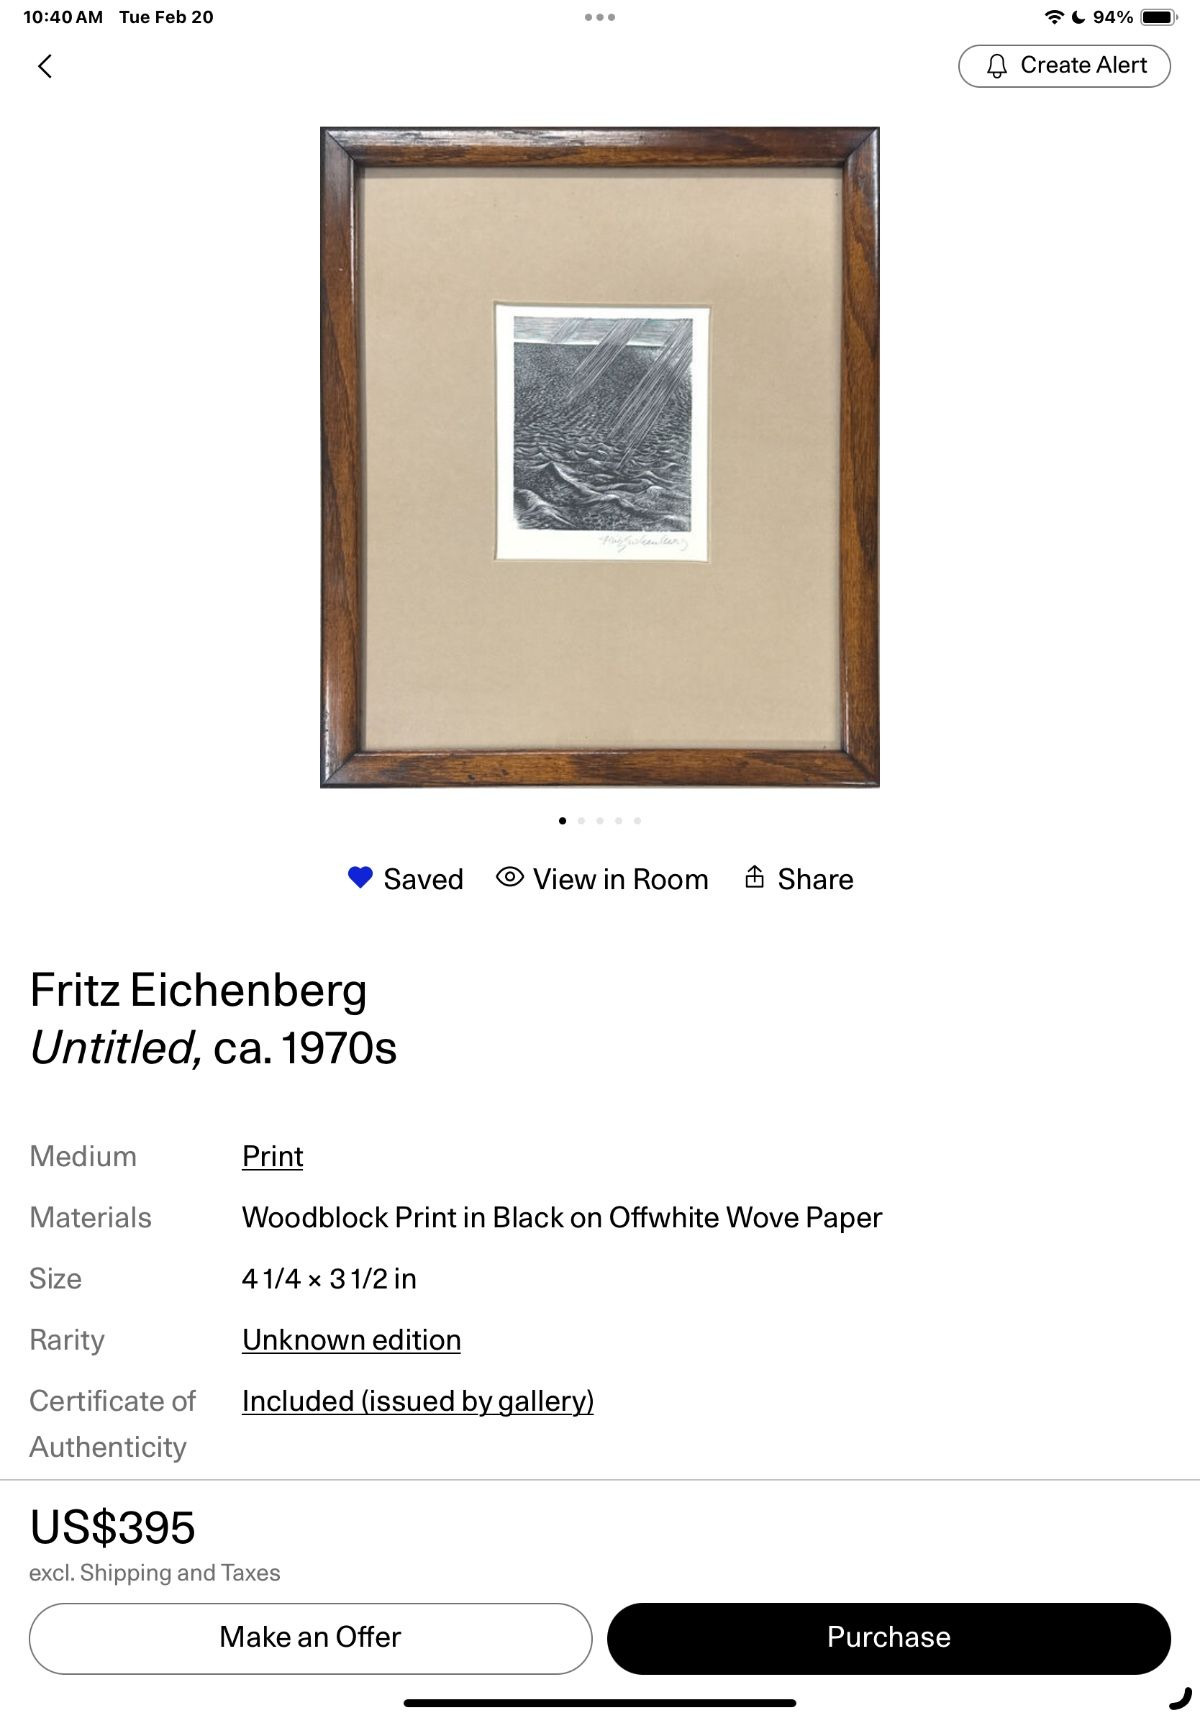 10:40 AM Tue Feb 20
94%
Create Alert
Saved
View in Room
Share
Fritz Eichenberg
Untitled, ca. 1970s
Medium Print
Materials Woodblock Print in Black on Offwhite Wove Paper
Size 4 1/4 × 3 1/2 in
Rarity Unknown edition
Certificate of Included (issued by gallery)
Authenticity
US$395
excl. Shipping and Taxes
Make an Offer
Purchase